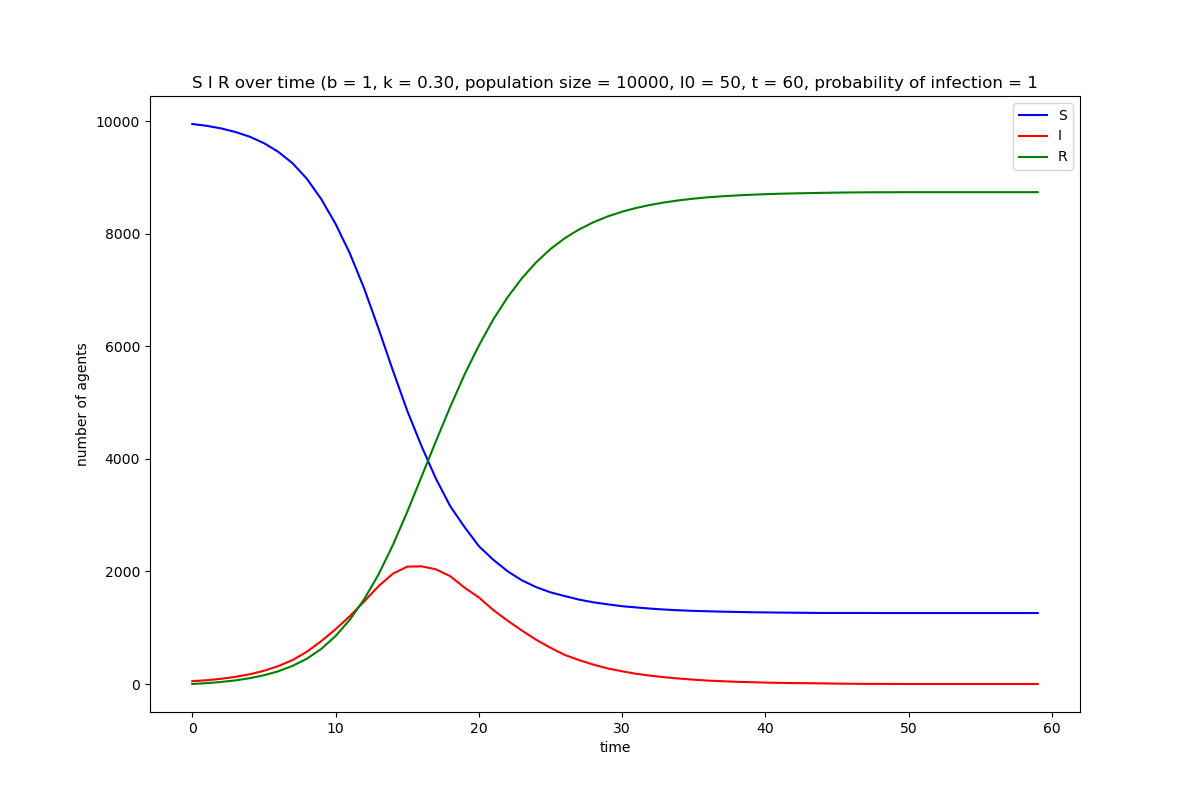 S I R over time (b = 1, k = 0.30, population size = 10000, I0 = 50, t = 60, probability of infection = 1
S
I
R
10000
8000
6000
4000
2000
0
number of agents
0 10 20 30 40 50 60
time